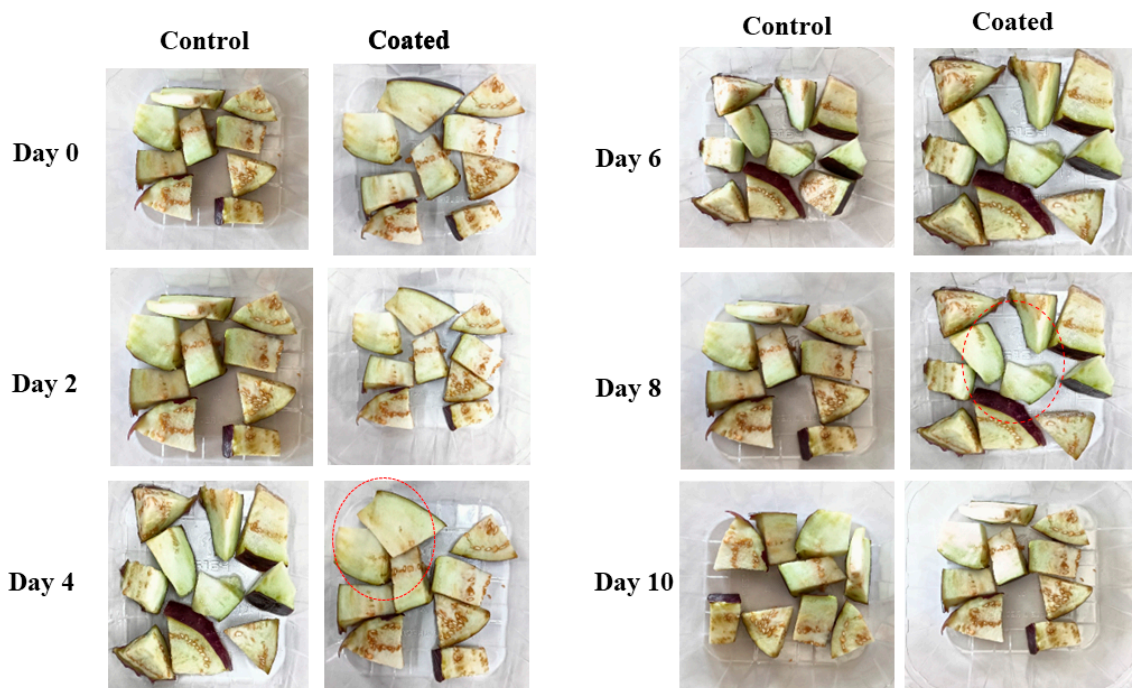 Control
Coated
Day 0
Day 2
Day 4
Control
Coated
Day 6
Day 8
Day 10